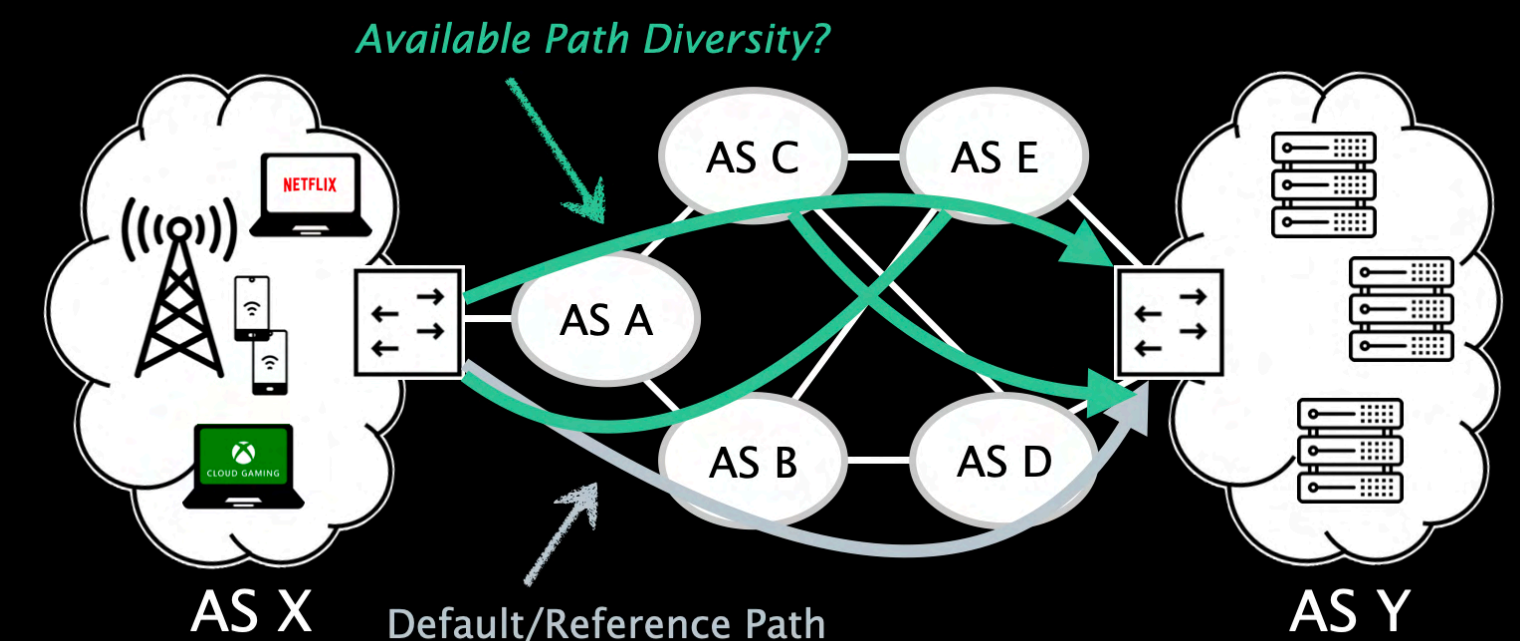 Available Path Diversity?
NETFLIX
AS C
AS E
AS A
CLOUD GAMING
AS B
AS D
AS X
AS Y
Default/Reference Path